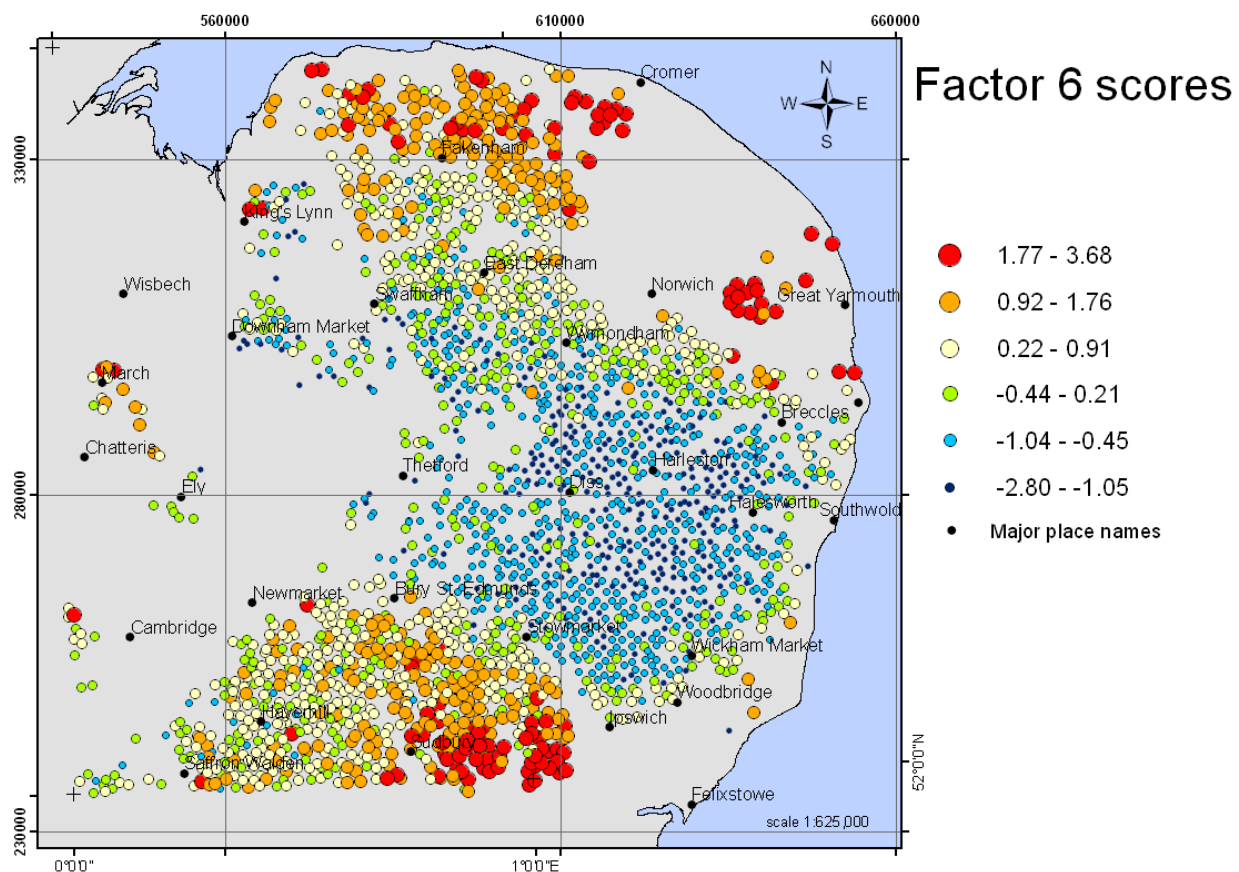 560000 610000 660000
Factor 6 scores
Cromer
N
W E
S
330000
Fakenham
King's Lynn
Wisbech
East Dereham
Swaffham
Norwich
Great Yarmouth
Downham Market
Wymondham
March
Breccles
Chatteris
Thetford
Harleston
Ely
Diss
280000
Halesworth
Southwold
Newmarket
Bury St. Edmunds
Cambridge
Stowmarket
Wickham Market
Woodbridge
Haverhill
Ipswich
Sudbury
Saffron Walden
Felixstowe
52°0'0"N
scale 1:625,000
230000
0°0'0"
1°0'0"E
1.77 - 3.68
0.92 - 1.76
0.22 - 0.91
-0.44 - 0.21
-1.04 - -0.45
-2.80 - -1.05
Major place names